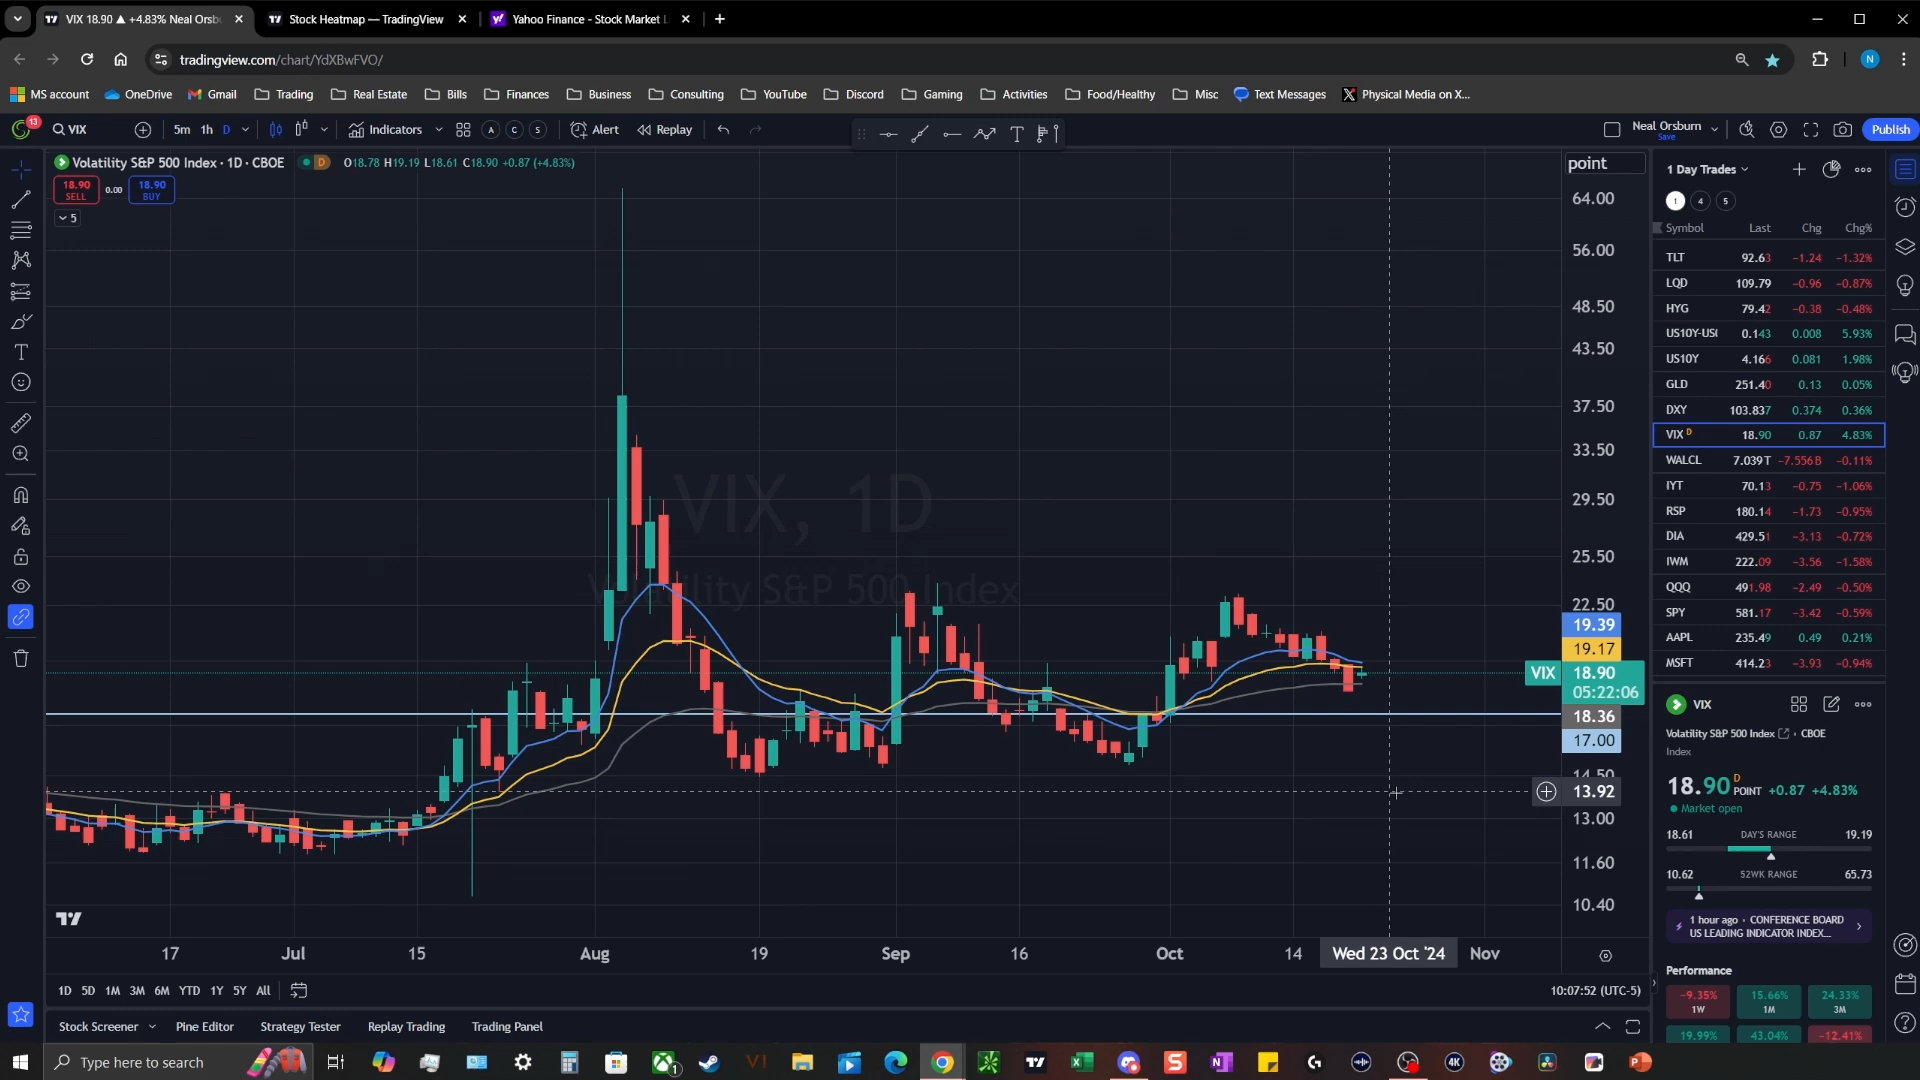 VIX 18.90 ▲ +4.83% Neal Orsb
Stock Heatmap — TradingView
Yahoo Finance - Stock Market L
tradingview.com/chart/YdXBwFVO/
N
MS account
OneDrive
Gmail
Trading
Real Estate
Bills
Finances
Business
Consulting
YouTube
Discord
Gaming
Activities
Food/Healthy
Misc
Text Messages
Physical Media on X...
13
VIX
5m 1h D
Indicators
A C S
Alert
Replay
Neal Orsburn
Save
Publish
Volatility S&P 500 Index · 1D · CBOE
D
O18.78 H19.19 L18.61 C18.90 +0.87 (+4.83%)
18.90
SELL
0.00
18.90
BUY
5
VIX, 1D
Volatility S&P 500 Index
point
64.00
56.00
48.50
43.50
37.50
33.50
29.50
25.50
22.50
19.39
19.17
VIX
18.90
05:22:06
18.36
17.00
14.50
13.92
13.00
11.60
10.40
17 Jul 15 Aug 19 Sep 16 Oct 14 Wed 23 Oct '24 Nov
1D 5D 1M 3M 6M YTD 1Y 5Y All
10:07:52 (UTC-5)
Stock Screener
Pine Editor
Strategy Tester
Replay Trading
Trading Panel
1 Day Trades
1 4 5
Symbol Last Chg Chg%
TLT 92.63 −1.24 −1.32%
LQD 109.79 −0.96 −0.87%
HYG 79.42 −0.38 −0.48%
US10Y-US( 0.143 0.008 5.93%
US10Y 4.166 0.081 1.98%
GLD 251.40 0.13 0.05%
DXY 103.837 0.374 0.36%
VIX D 18.90 0.87 4.83%
WALCL 7.039T −7.556B −0.11%
IYT 70.13 −0.75 −1.06%
RSP 180.14 −1.73 −0.95%
DIA 429.51 −3.13 −0.72%
IWM 222.09 −3.56 −1.58%
QQQ 491.98 −2.49 −0.50%
SPY 581.17 −3.42 −0.59%
AAPL 235.49 0.49 0.21%
MSFT 414.23 −3.93 −0.94%
VIX
Volatility S&P 500 Index · CBOE
Index
18.90 D POINT +0.87 +4.83%
Market open
18.61 DAY'S RANGE 19.19
10.62 52WK RANGE 65.73
1 hour ago · CONFERENCE BOARD
US LEADING INDICATOR INDEX...
Performance
−9.35% 15.66% 24.33%
1W 1M 3M
19.99% 43.04% −12.41%
Type here to search